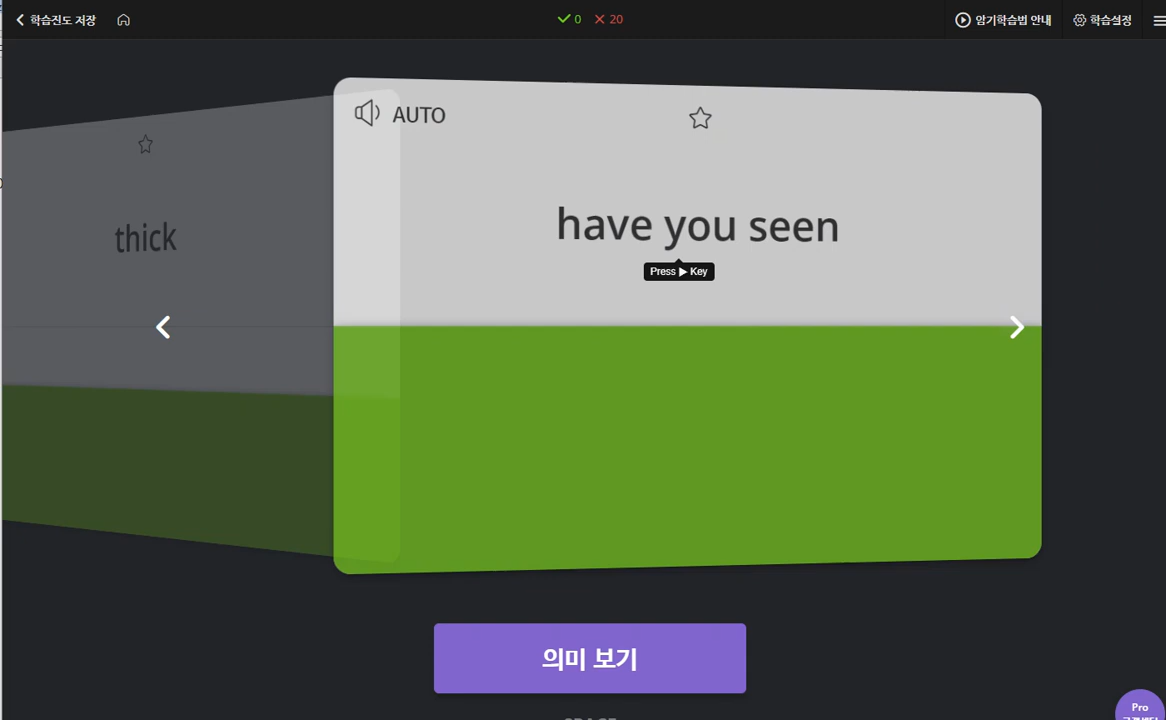 학습진도 저장
0
20
암기학습법 안내
학습설정
AUTO
thick
have you seen
Press ▶ Key
의미 보기
Pro